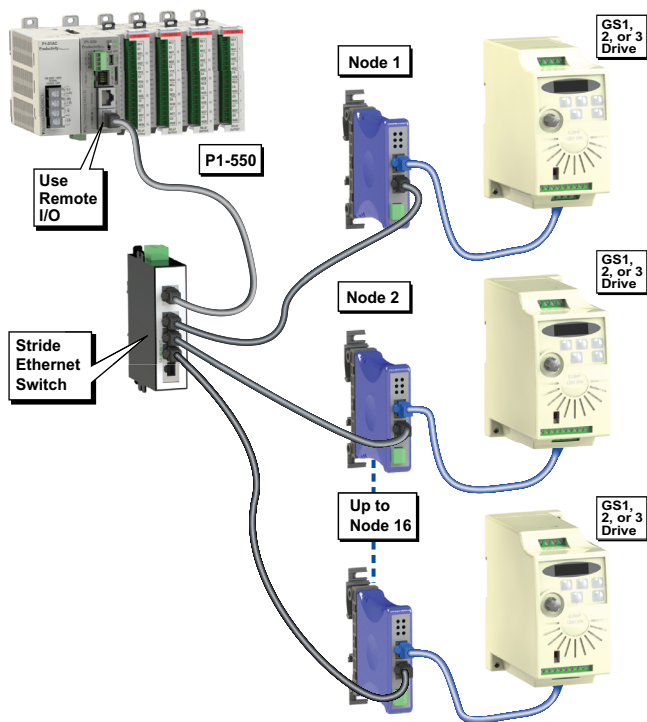 GS1,
2, or 3
Drive
Node 1
P1-550
Use
Remote
I/O
GS1,
2, or 3
Drive
Node 2
Stride
Ethernet
Switch
GS1,
2, or 3
Drive
Up to
Node 16